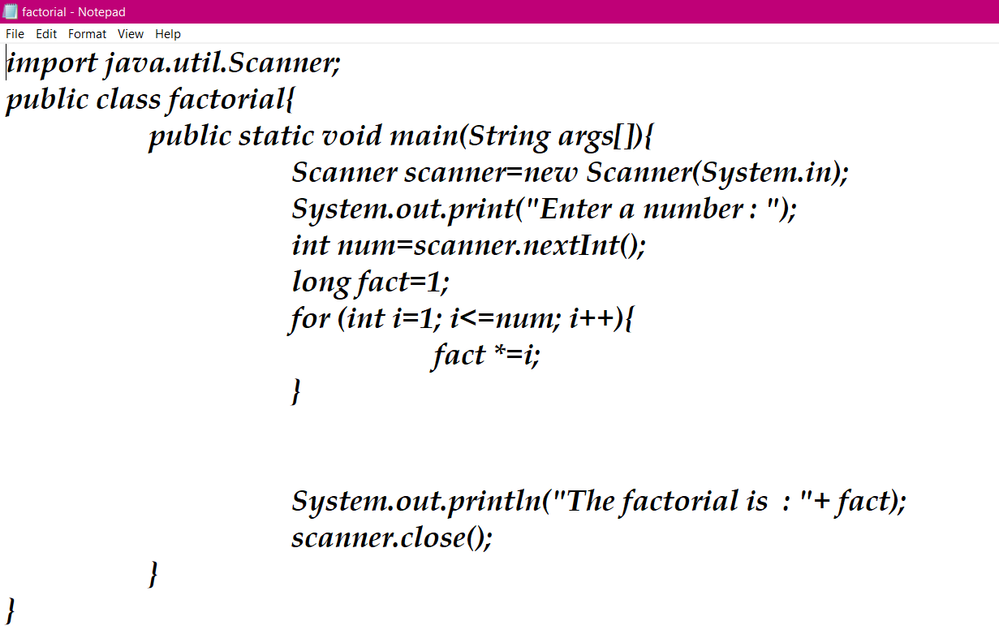 factorial - Notepad
File Edit Format View Help
import java.util.Scanner;
public class factorial{
public static void main(String args[]){
Scanner scanner=new Scanner(System.in);
System.out.print("Enter a number : ");
int num=scanner.nextInt();
long fact=1;
for (int i=1; i<=num; i++){
fact *=i;
}
System.out.println("The factorial is  : "+ fact);
scanner.close();
}
}